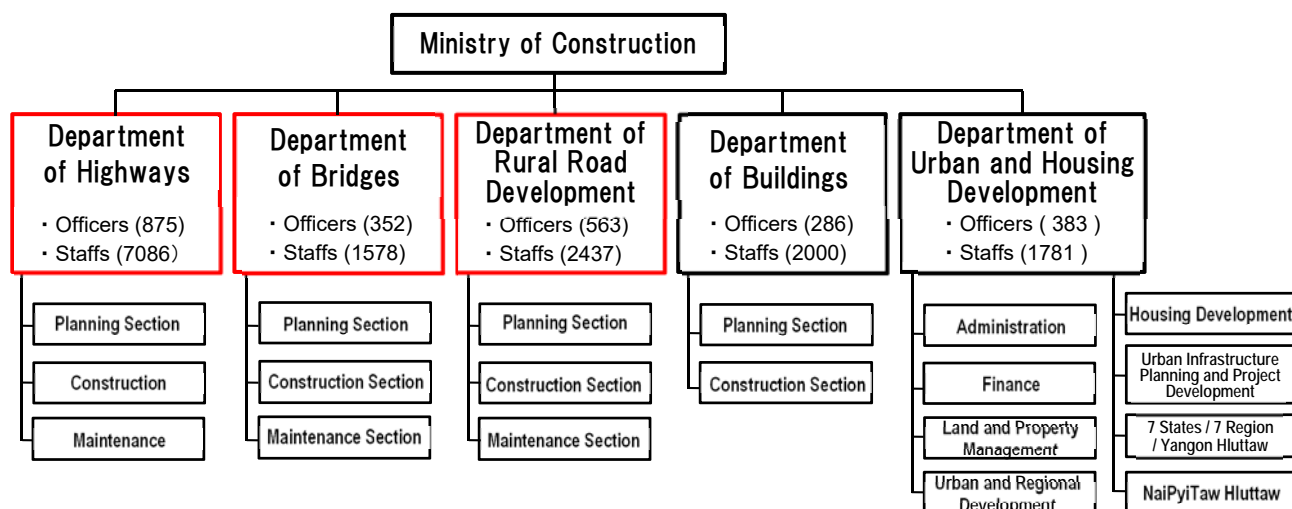 Ministry of Construction
Department
of Highways
・Officers (875)
・Staffs (7086）
Department
of Bridges
・Officers (352)
・Staffs (1578)
Department of
Rural Road
Development
・Officers (563)
・Staffs (2437)
Department
of Buildings
・Officers (286)
・Staffs (2000)
Department of
Urban and Housing
Development
・Officers ( 383 )
・Staffs (1781 )
Planning Section
Construction
Maintenance
Planning Section
Construction Section
Maintenance Section
Planning Section
Construction Section
Maintenance Section
Planning Section
Construction Section
Administration
Finance
Land and Property
Management
Urban and Regional
Development
Housing Development
Urban Infrastructure
Planning and Project
Development
7 States / 7 Region
/ Yangon Hluttaw
NaiPyiTaw Hluttaw